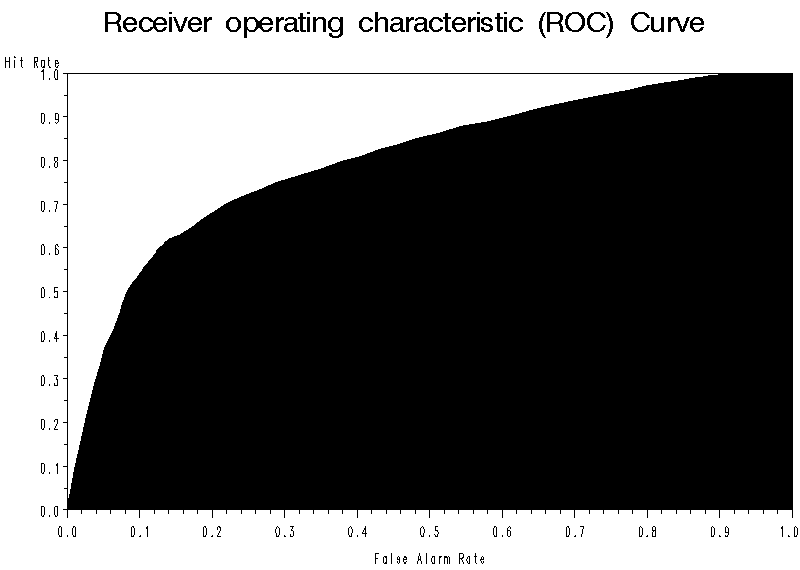 Receiver operating characteristic (ROC) Curve
Hit Rate
1.0
0.9
0.8
0.7
0.6
0.5
0.4
0.3
0.2
0.1
0.0
0.0 0.1 0.2 0.3 0.4 0.5 0.6 0.7 0.8 0.9 1.0
False Alarm Rate